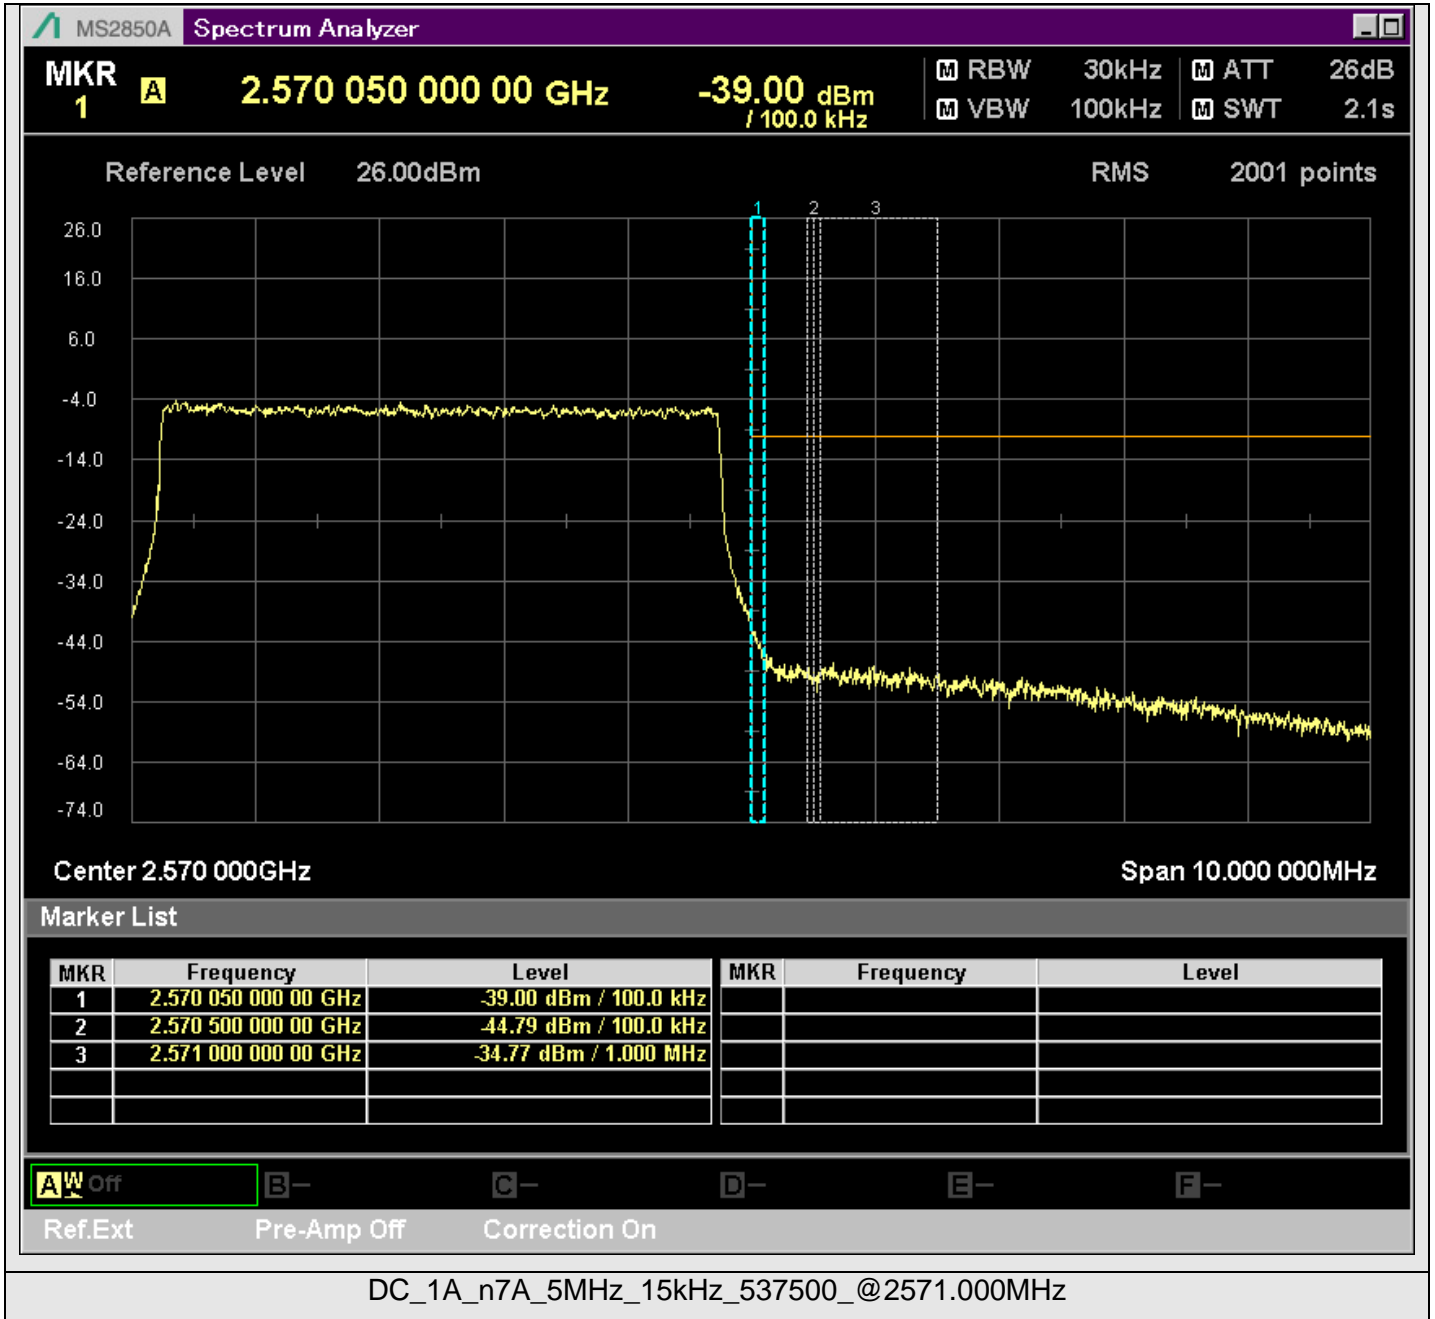 MS2850A Spectrum Analyzer
MKR 1 A 2.570 050 000 00 GHz -39.00 dBm / 100.0 kHz
M RBW 30kHz M ATT 26dB
M VBW 100kHz M SWT 2.1s
Reference Level 26.00dBm RMS 2001 points
1 2 3
26.0
16.0
6.0
-4.0
-14.0
-24.0
-34.0
-44.0
-54.0
-64.0
-74.0
Center 2.570 000GHz Span 10.000 000MHz
Marker List
MKR Frequency Level MKR Frequency Level
1 2.570 050 000 00 GHz -39.00 dBm / 100.0 kHz
2 2.570 500 000 00 GHz -44.79 dBm / 100.0 kHz
3 2.571 000 000 00 GHz -34.77 dBm / 1.000 MHz
A W Off B — C — D — E — F —
Ref.Ext Pre-Amp Off Correction On
DC_1A_n7A_5MHz_15kHz_537500_@2571.000MHz